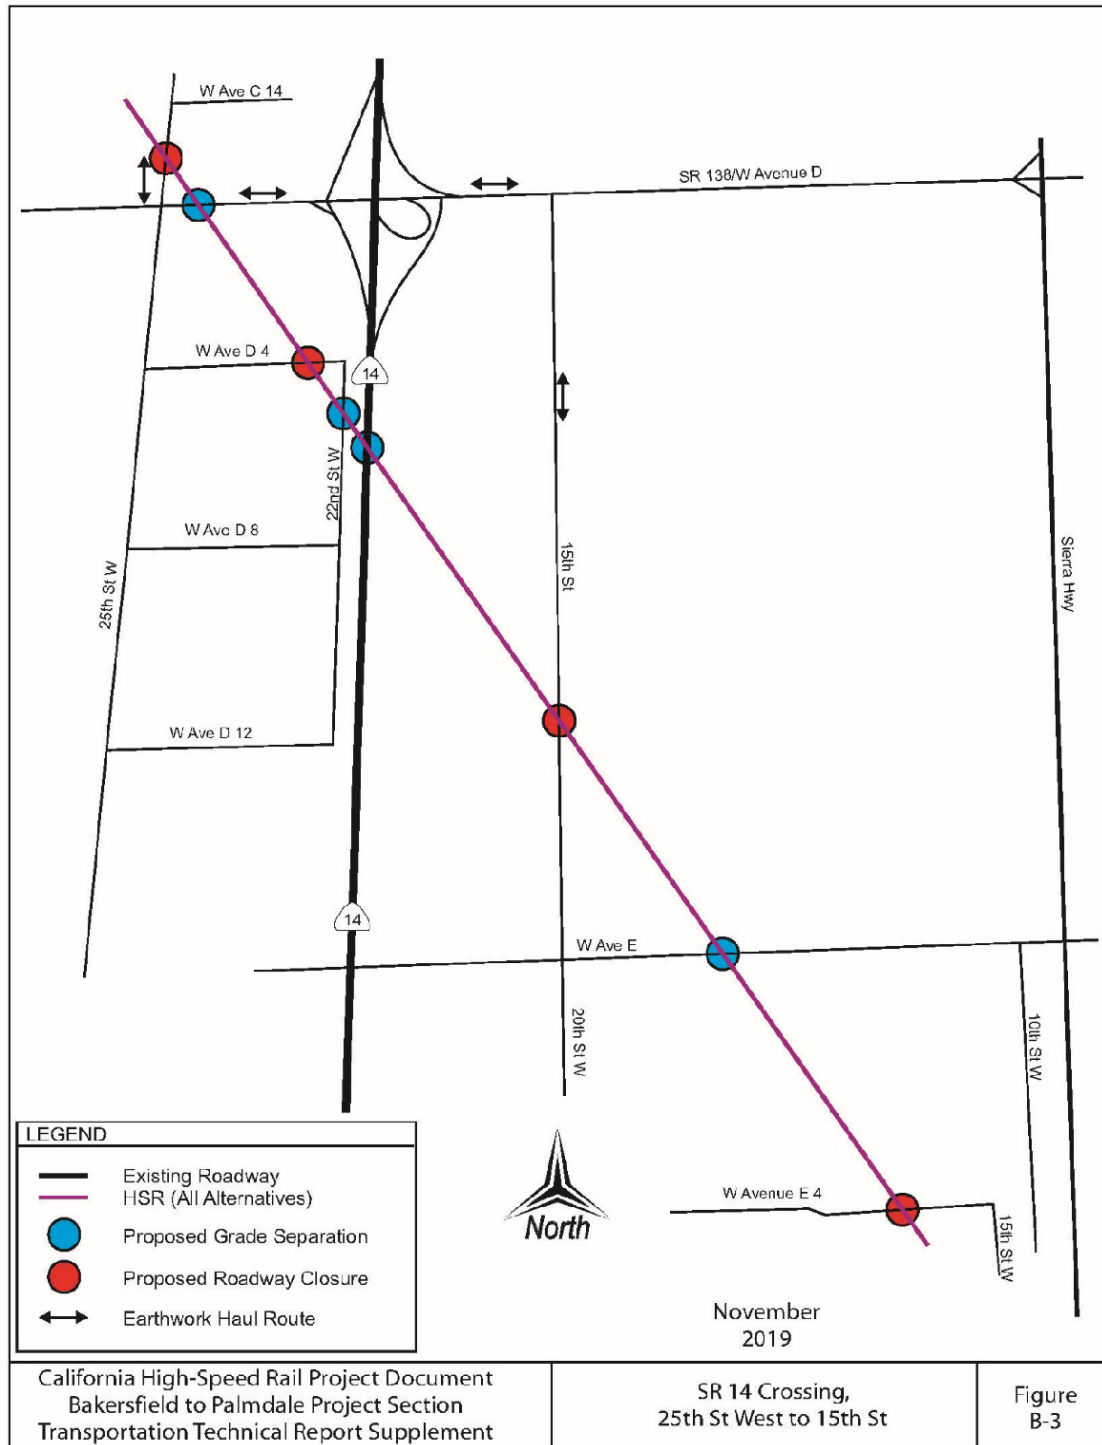 W Ave C 14
SR 138/W Avenue D
W Ave D 4
14
22nd St W
W Ave D 8
25th St W
15th St
Sierra Hwy
W Ave D 12
14
W Ave E
20th St W
10th St W
W Avenue E 4
15th St W
LEGEND
Existing Roadway
HSR (All Alternatives)
Proposed Grade Separation
Proposed Roadway Closure
Earthwork Haul Route
North
November
2019
California High-Speed Rail Project Document
Bakersfield to Palmdale Project Section
Transportation Technical Report Supplement
SR 14 Crossing,
25th St West to 15th St
Figure
B-3